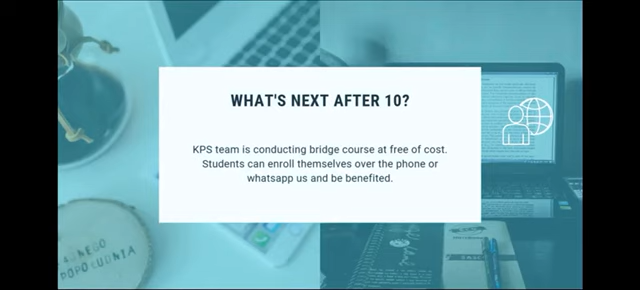 WHAT'S NEXT AFTER 10?
KPS team is conducting bridge course at free of cost.
Students can enroll themselves over the phone or
whatsapp us and be benefited.
POPOŁUDNIA